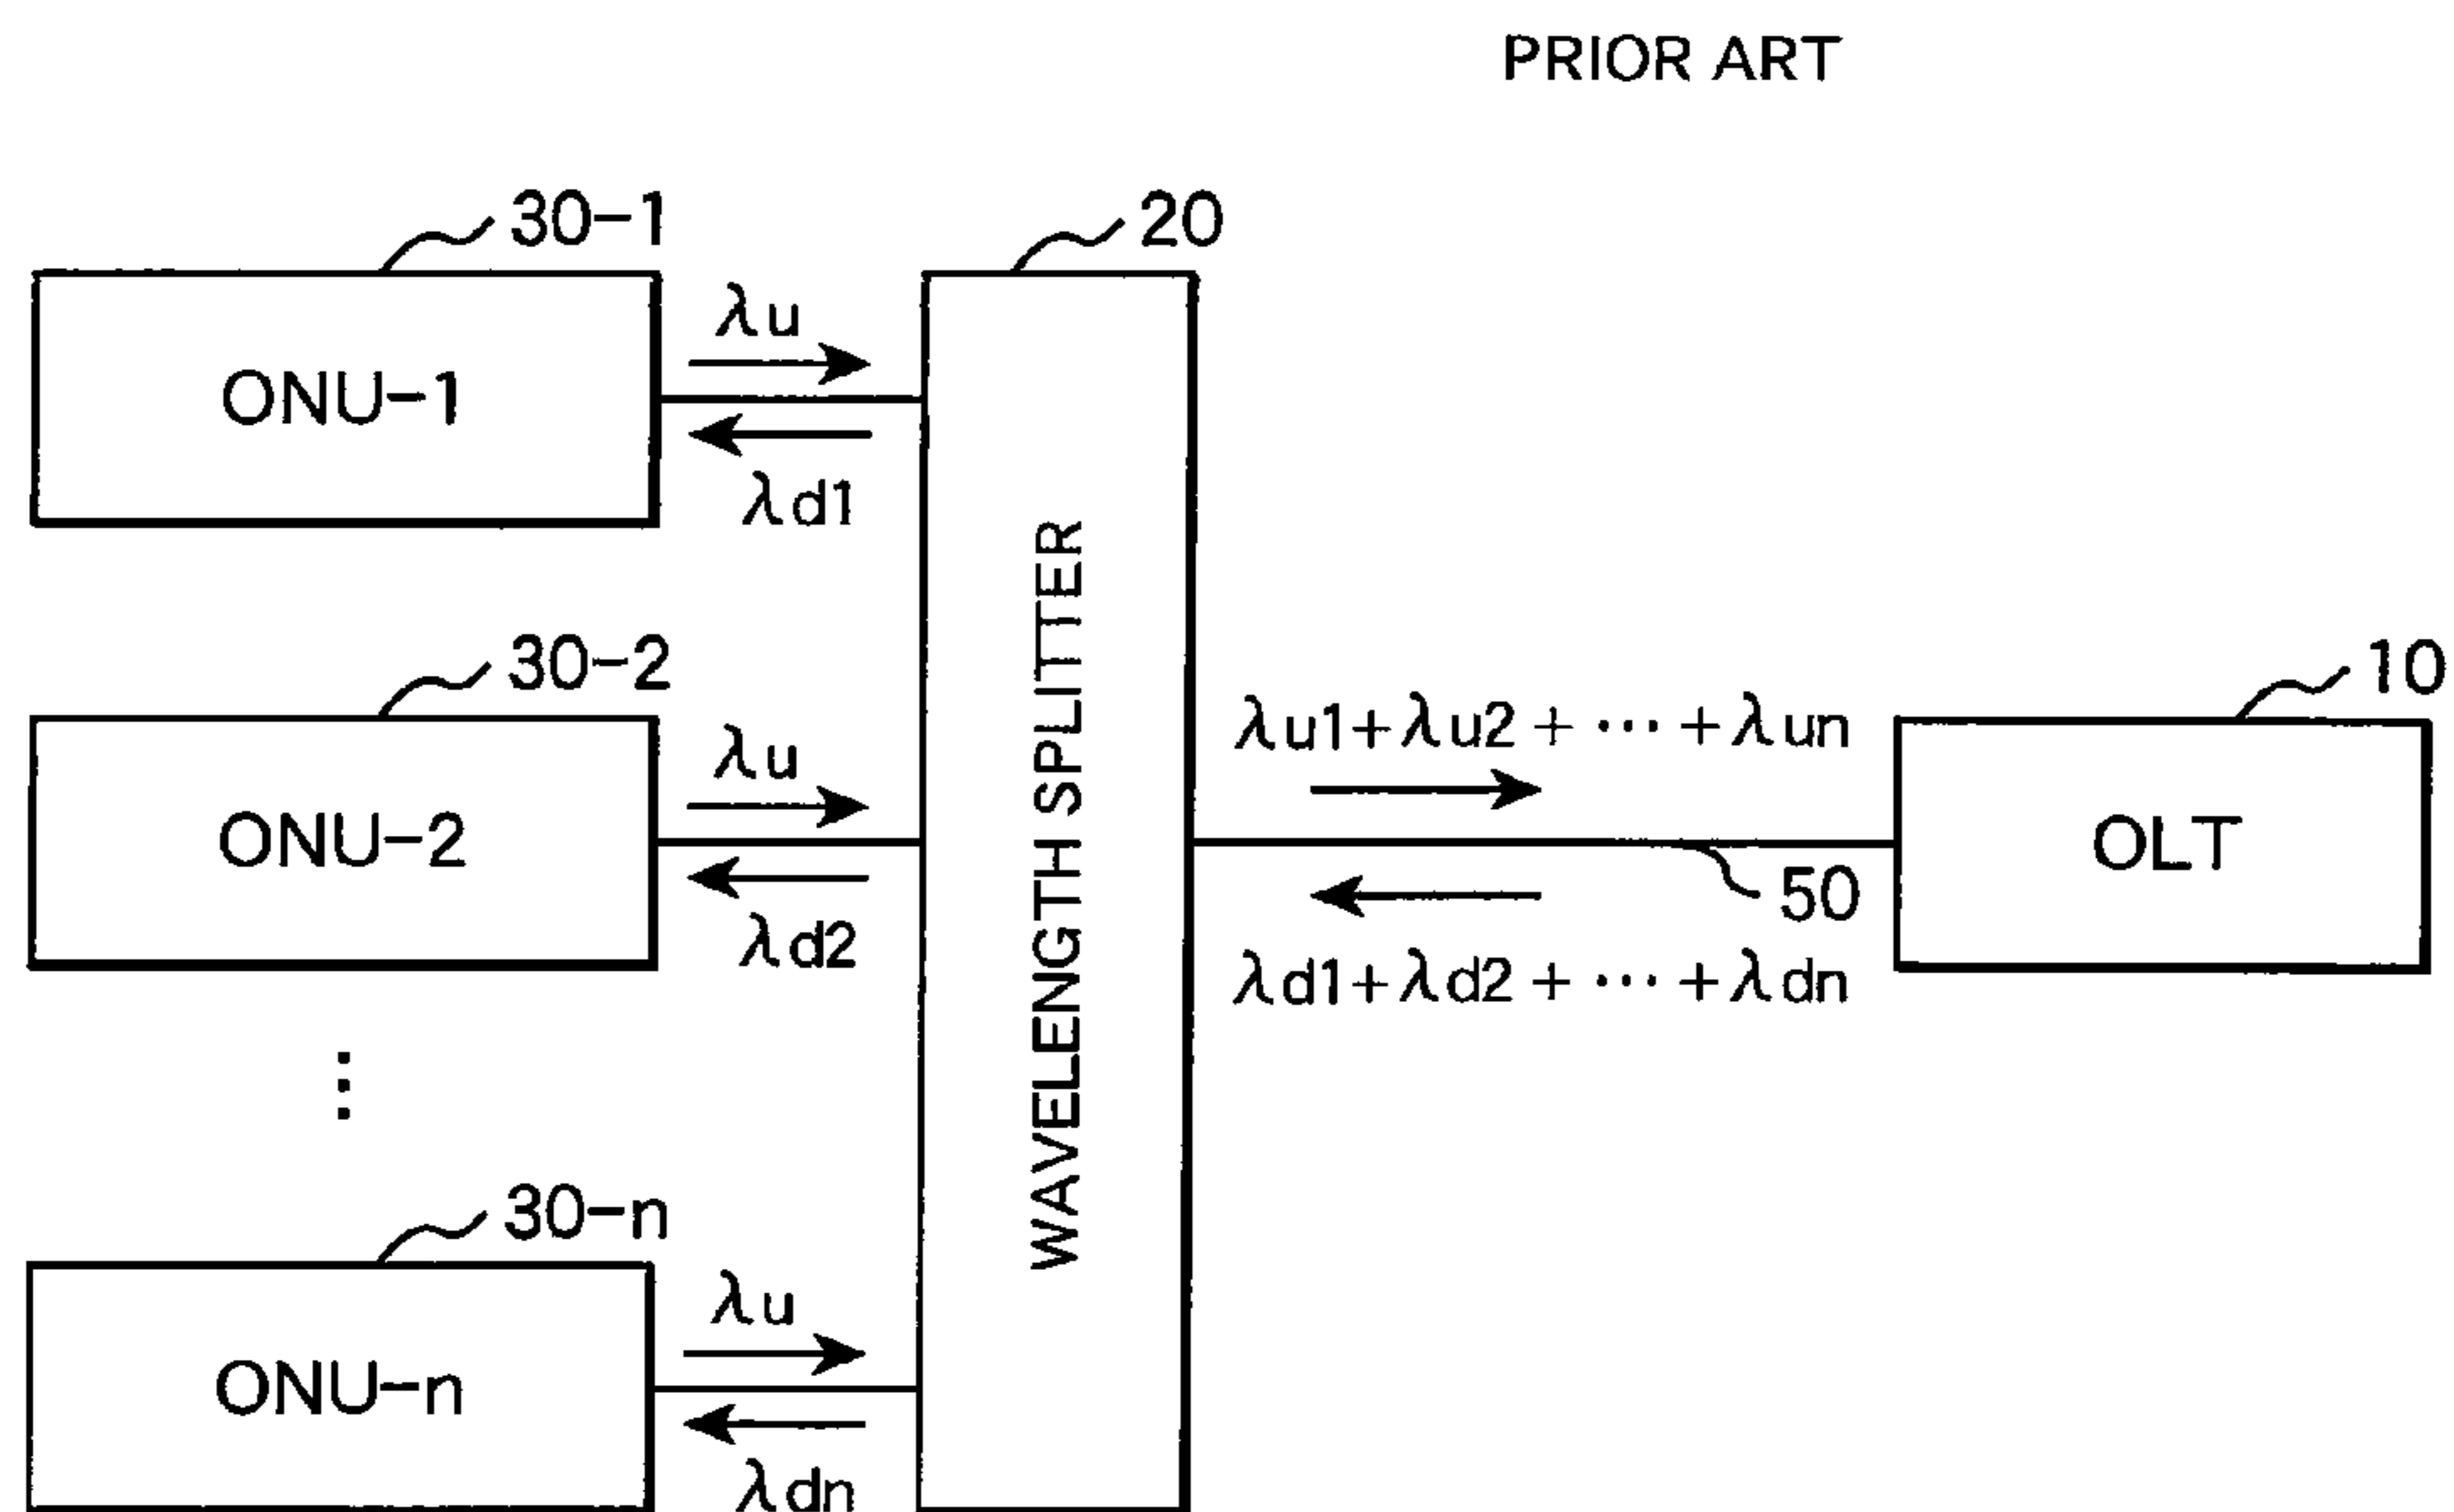 PRIOR ART
30-1
20
ONU-1
λu
λd1
WAVELENGTH SPLITTER
30-2
ONU-2
λu
λd2
λu1+λu2+⋯+λun
50
λd1+λd2+⋯+λdn
10
OLT
⋮
30-n
ONU-n
λu
λdn